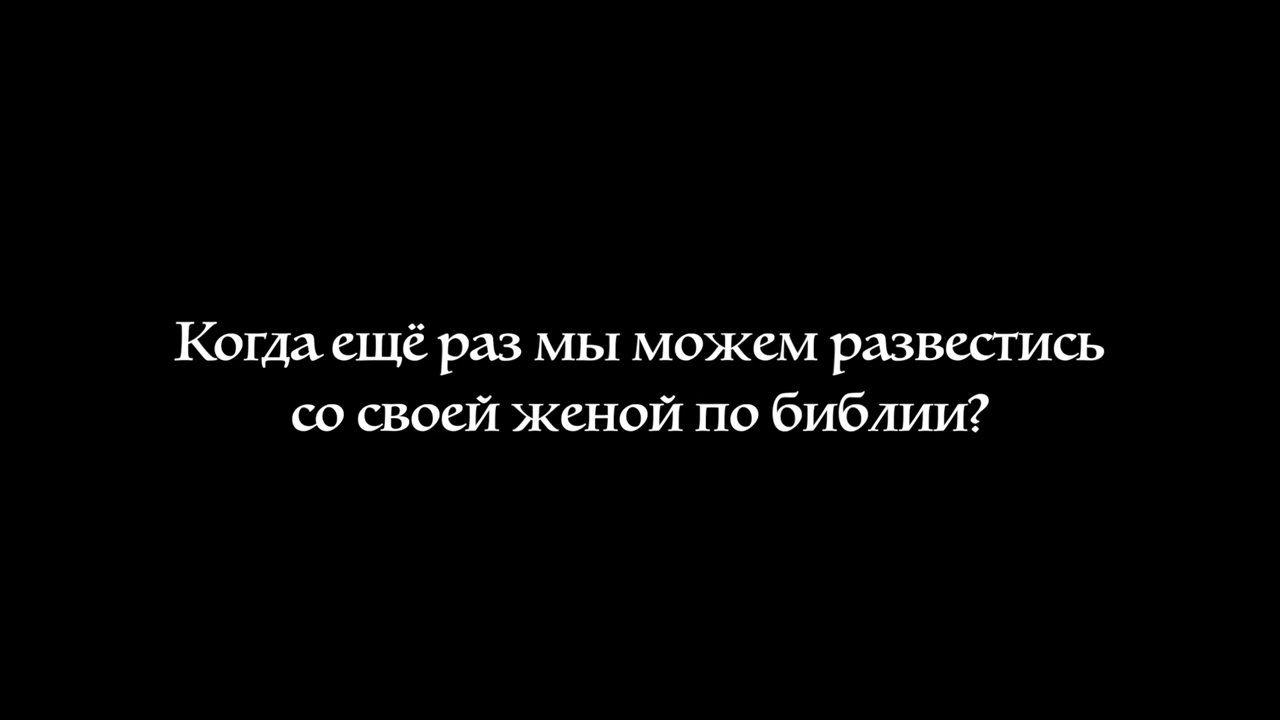 Когда ещё раз мы можем развестись
со своей женой по библии?